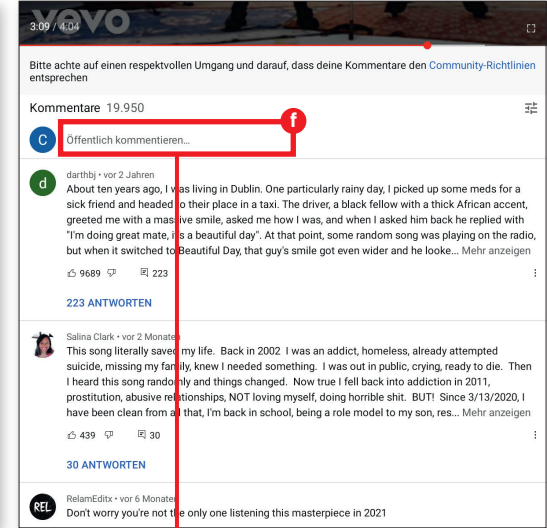 vevo
3:09 / 4:04
Bitte achte auf einen respektvollen Umgang und darauf, dass deine Kommentare den Community-Richtlinien
entsprechen
Kommentare 19.950
f
C Öffentlich kommentieren...
d
darthbj • vor 2 Jahren
About ten years ago, I was living in Dublin. One particularly rainy day, I picked up some meds for a
sick friend and headed to their place in a taxi. The driver, a black fellow with a thick African accent,
greeted me with a massive smile, asked me how I was, and when I asked him back he replied with
"I'm doing great mate, it's a beautiful day". At that point, some random song was playing on the radio,
but when it switched to Beautiful Day, that guy's smile got even wider and he looke... Mehr anzeigen
9689 223
223 ANTWORTEN
Salina Clark • vor 2 Monaten
This song literally saved my life. Back in 2002 I was an addict, homeless, already attempted
suicide, missing my family, knew I needed something. I was out in public, crying, ready to die. Then
I heard this song randomly and things changed. Now true I fell back into addiction in 2011,
prostitution, abusive relationships, NOT loving myself, doing horrible shit. BUT! Since 3/13/2020, I
have been clean from all that, I'm back in school, being a role model to my son, res... Mehr anzeigen
439 30
30 ANTWORTEN
REL
RelamEditx • vor 6 Monaten
Don't worry you're not the only one listening this masterpiece in 2021